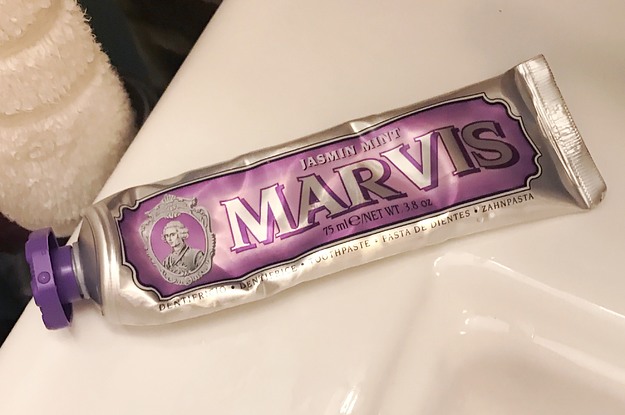 JASMIN MINT
MARVIS
75 ml e/NET WT. 3.8 oz
DENTIFRICIO • DENTIFRICE • TOOTHPASTE • PASTA DE DIENTES • ZAHNPASTA